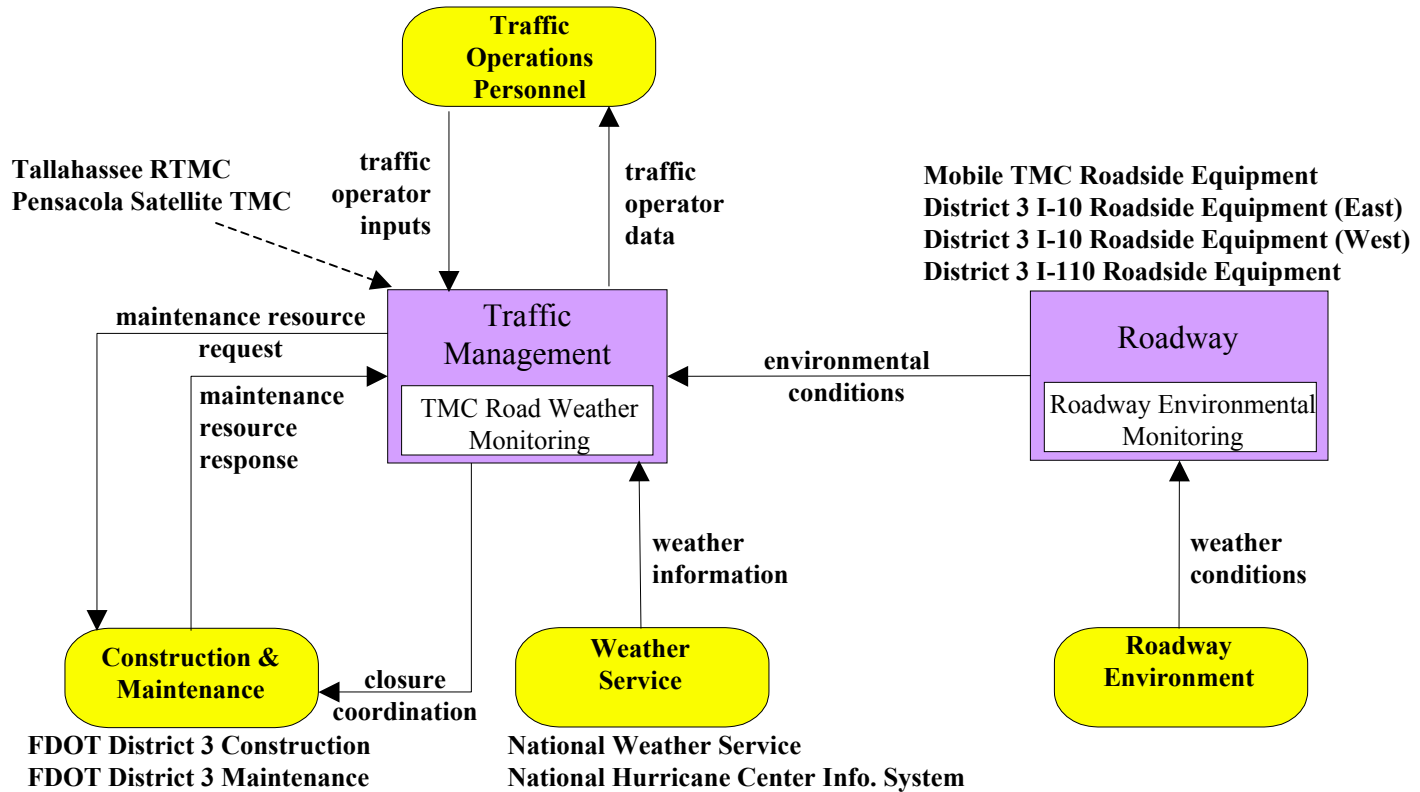 Traffic
Operations
Personnel
Tallahassee RTMC
Pensacola Satellite TMC
traffic
operator
inputs
traffic
operator
data
Mobile TMC Roadside Equipment
District 3 I-10 Roadside Equipment (East)
District 3 I-10 Roadside Equipment (West)
District 3 I-110 Roadside Equipment
maintenance resource
request
Traffic
Management
TMC Road Weather
Monitoring
environmental
conditions
Roadway
Roadway Environmental
Monitoring
maintenance
resource
response
weather
information
weather
conditions
Construction &
Maintenance
closure
coordination
Weather
Service
Roadway
Environment
FDOT District 3 Construction
FDOT District 3 Maintenance
National Weather Service
National Hurricane Center Info. System